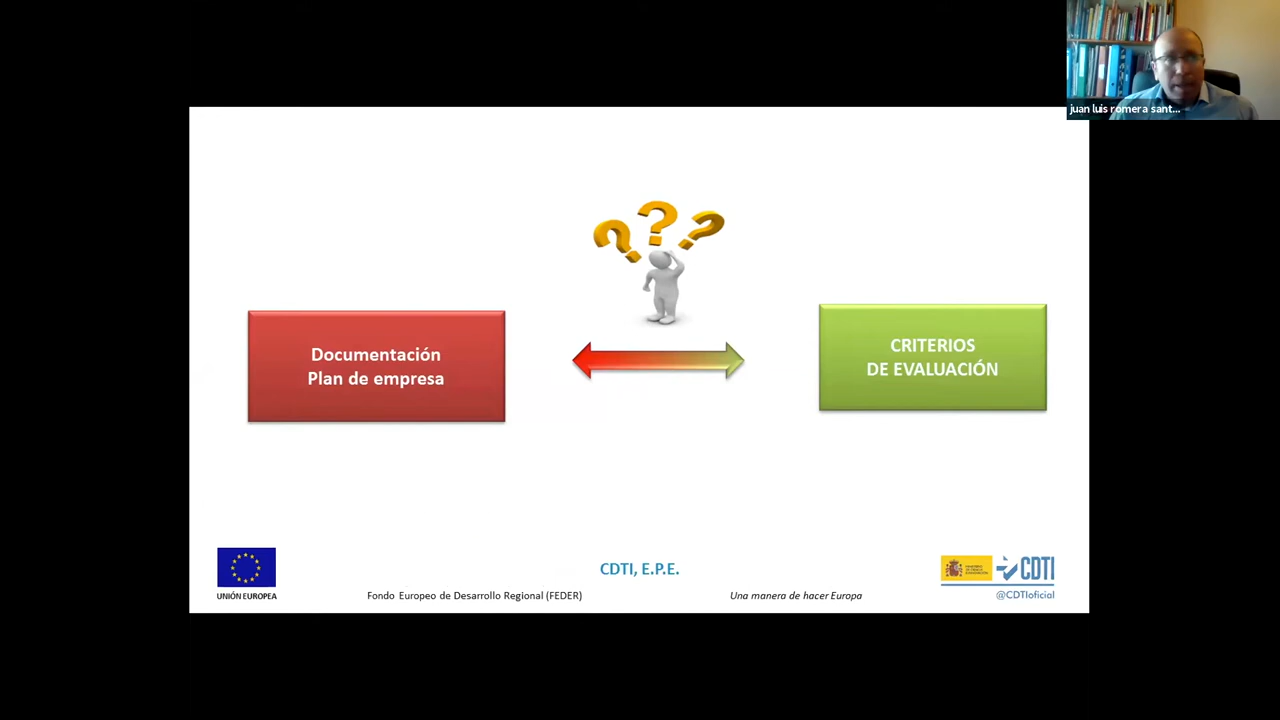 juan luis romera sant...
Documentación
Plan de empresa
CRITERIOS
DE EVALUACIÓN
CDTI, E.P.E.
UNIÓN EUROPEA
Fondo Europeo de Desarrollo Regional (FEDER)
Una manera de hacer Europa
CDTI
@CDTIoficial